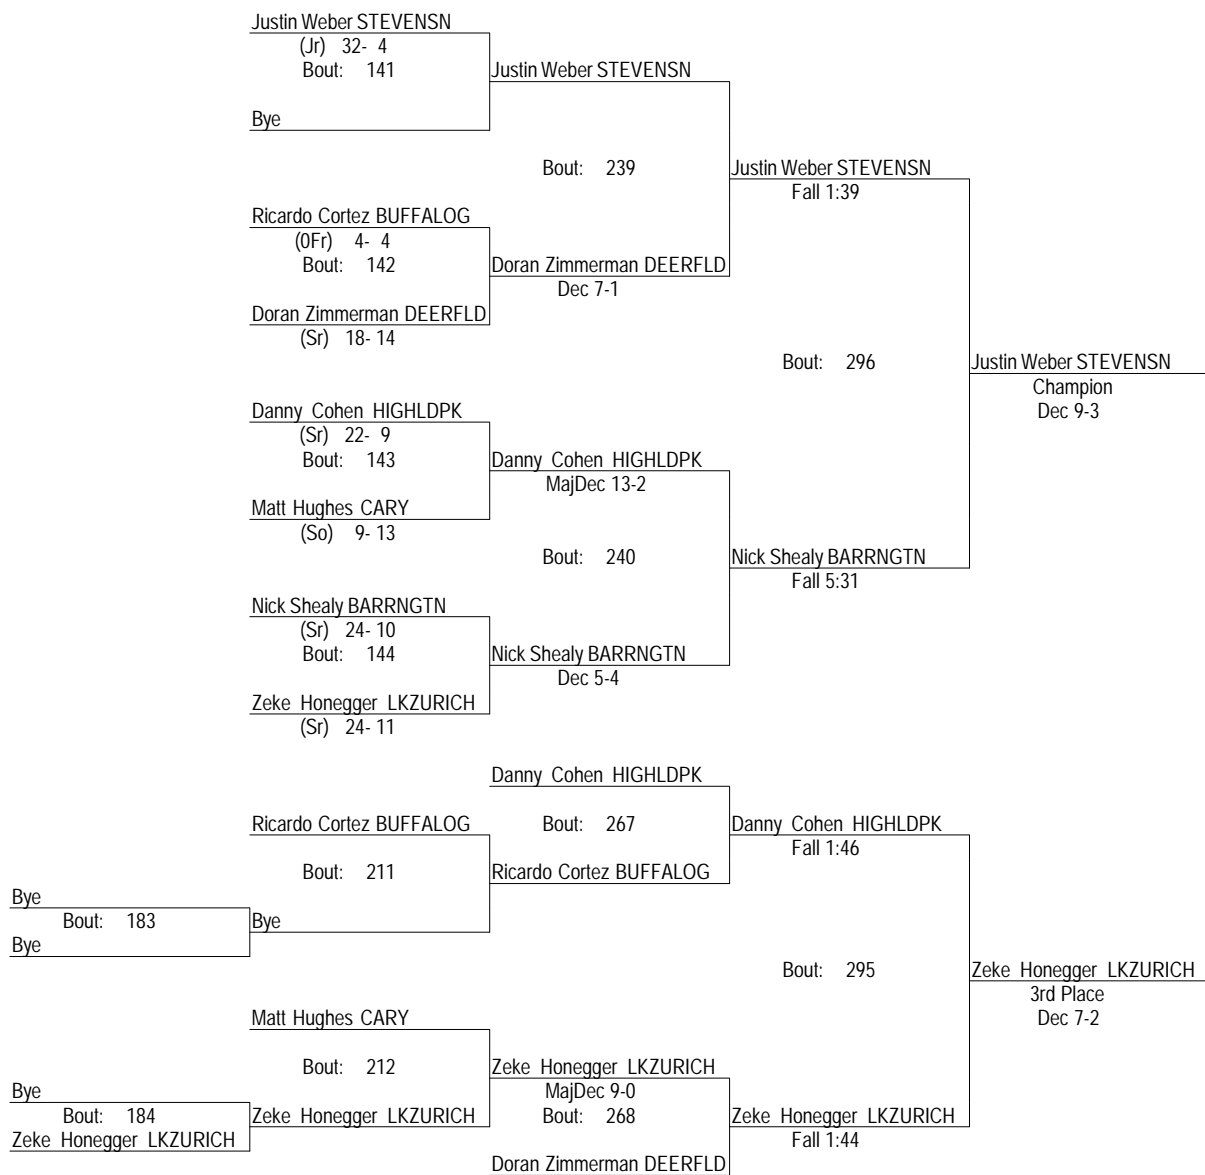 Justin Weber STEVENSN
(Jr) 32- 4
Bout: 141
Justin Weber STEVENSN
Bye
Bout: 239
Justin Weber STEVENSN
Fall 1:39
Ricardo Cortez BUFFALOG
(0Fr) 4- 4
Bout: 142
Doran Zimmerman DEERFLD
Dec 7-1
Doran Zimmerman DEERFLD
(Sr) 18- 14
Bout: 296
Justin Weber STEVENSN
Champion
Dec 9-3
Danny Cohen HIGHLDPK
(Sr) 22- 9
Bout: 143
Danny Cohen HIGHLDPK
MajDec 13-2
Matt Hughes CARY
(So) 9- 13
Bout: 240
Nick Shealy BARRNGTN
Fall 5:31
Nick Shealy BARRNGTN
(Sr) 24- 10
Bout: 144
Nick Shealy BARRNGTN
Dec 5-4
Zeke Honegger LKZURICH
(Sr) 24- 11
Danny Cohen HIGHLDPK
Ricardo Cortez BUFFALOG
Bout: 267
Danny Cohen HIGHLDPK
Fall 1:46
Bout: 211
Ricardo Cortez BUFFALOG
Bye
Bout: 183
Bye
Bye
Bout: 295
Zeke Honegger LKZURICH
3rd Place
Dec 7-2
Matt Hughes CARY
Bout: 212
Zeke Honegger LKZURICH
MajDec 9-0
Bye
Bout: 184
Zeke Honegger LKZURICH
Bout: 268
Zeke Honegger LKZURICH
Fall 1:44
Zeke Honegger LKZURICH
Doran Zimmerman DEERFLD